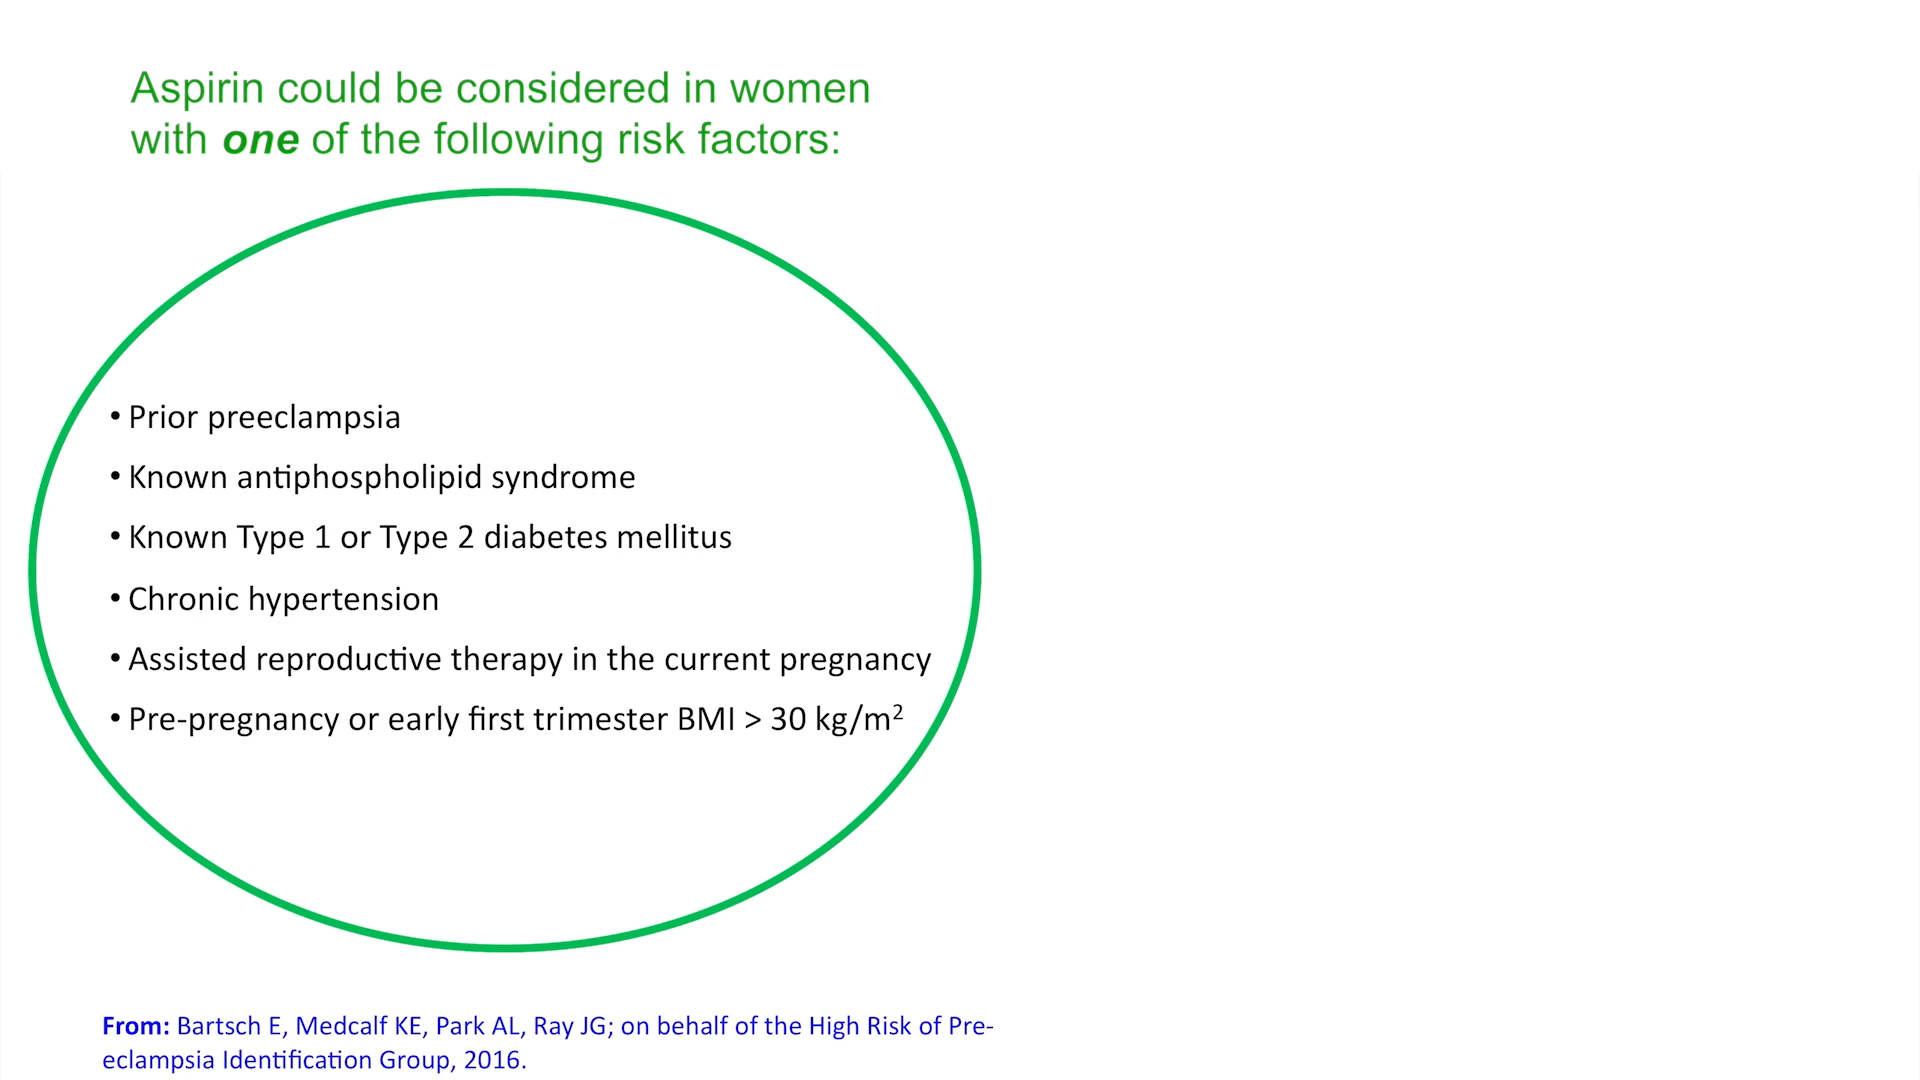 Aspirin could be considered in women
with one of the following risk factors:
• Prior preeclampsia
• Known antiphospholipid syndrome
• Known Type 1 or Type 2 diabetes mellitus
• Chronic hypertension
• Assisted reproductive therapy in the current pregnancy
• Pre-pregnancy or early first trimester BMI > 30 kg/m²
From: Bartsch E, Medcalf KE, Park AL, Ray JG; on behalf of the High Risk of Pre-
eclampsia Identification Group, 2016.